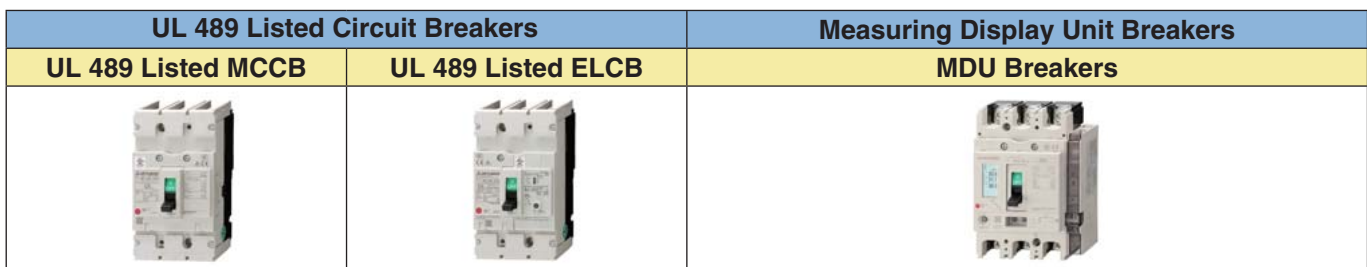 UL 489 Listed Circuit Breakers
Measuring Display Unit Breakers
UL 489 Listed MCCB
UL 489 Listed ELCB
MDU Breakers